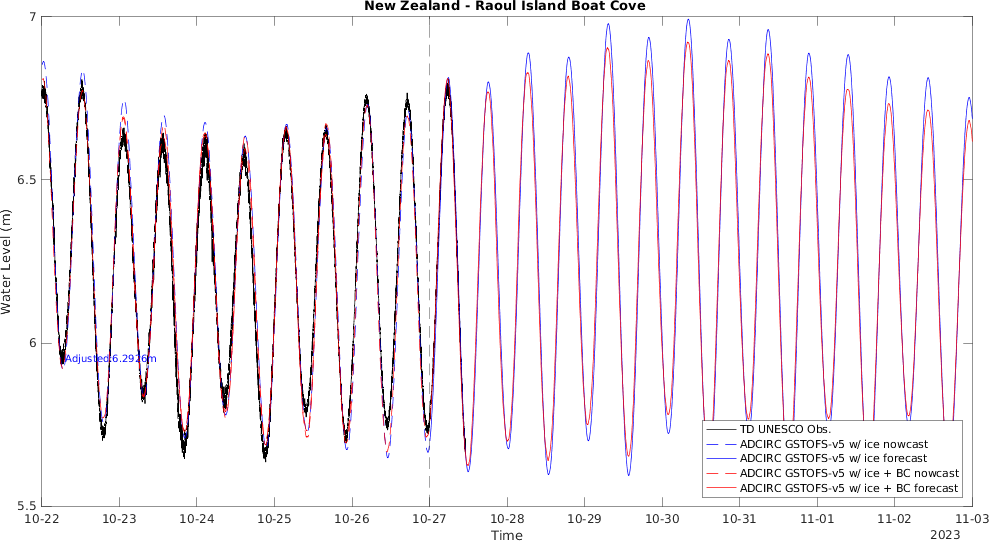 New Zealand - Raoul Island Boat Cove
7
6.5
6
5.5
Water Level (m)
Adjusted:6.2926m
TD UNESCO Obs.
ADCIRC GSTOFS-v5 w/ ice nowcast
ADCIRC GSTOFS-v5 w/ ice forecast
ADCIRC GSTOFS-v5 w/ ice + BC nowcast
ADCIRC GSTOFS-v5 w/ ice + BC forecast
10-22 10-23 10-24 10-25 10-26 10-27 10-28 10-29 10-30 10-31 11-01 11-02 11-03
Time
2023